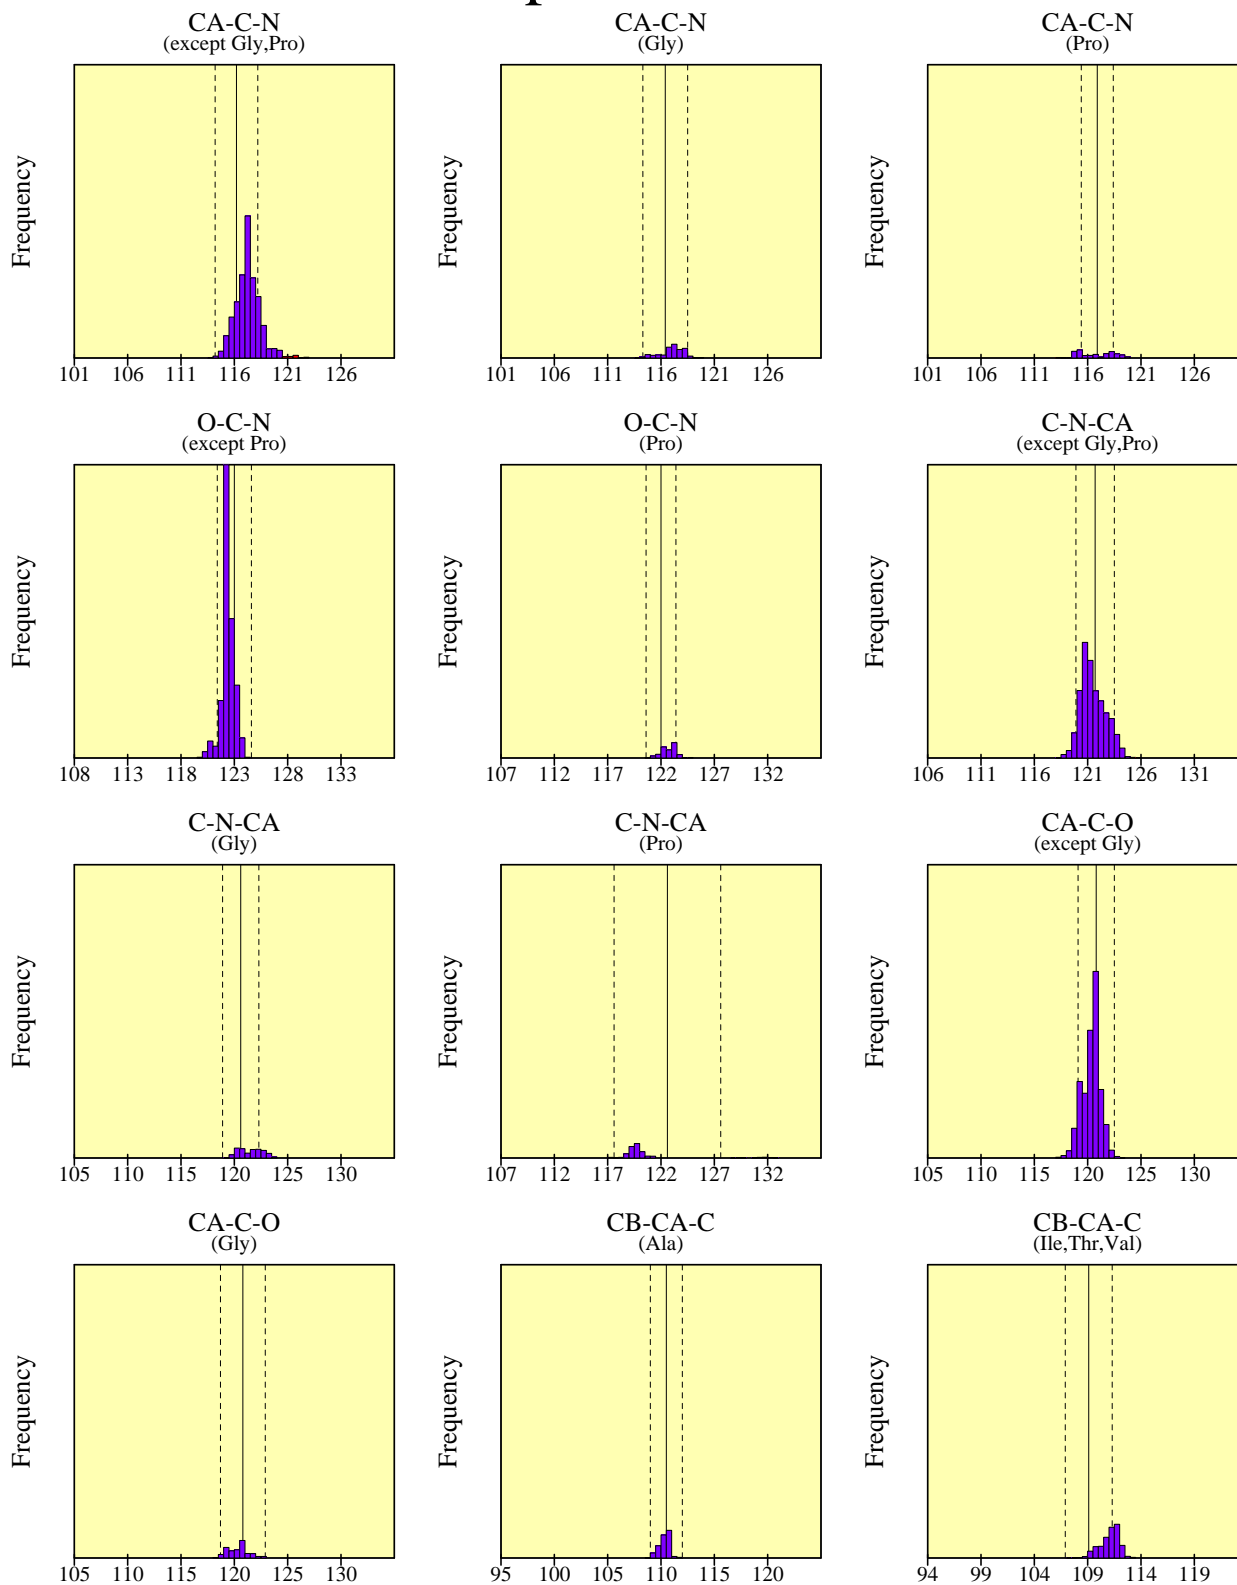 CA-C-N CA-C-N CA-C-N
(except Gly,Pro) (Gly) (Pro)
Frequency Frequency Frequency
101 106 111 116 121 126 101 106 111 116 121 126 101 106 111 116 121 126
O-C-N O-C-N C-N-CA
(except Pro) (Pro) (except Gly,Pro)
Frequency Frequency Frequency
108 113 118 123 128 133 107 112 117 122 127 132 106 111 116 121 126 131
C-N-CA C-N-CA CA-C-O
(Gly) (Pro) (except Gly)
Frequency Frequency Frequency
105 110 115 120 125 130 107 112 117 122 127 132 105 110 115 120 125 130
CA-C-O CB-CA-C CB-CA-C
(Gly) (Ala) (Ile,Thr,Val)
Frequency Frequency Frequency
105 110 115 120 125 130 95 100 105 110 115 120 94 99 104 109 114 119